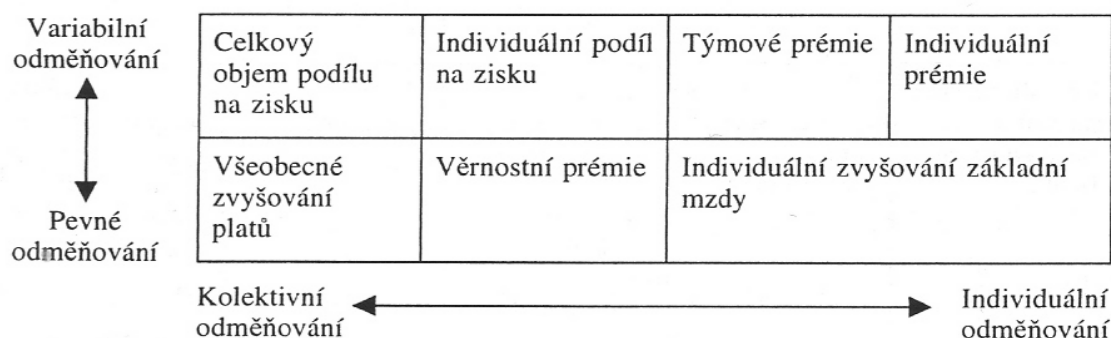 Variabilní
odměňování
Pevné
odměňování
Celkový
objem podílu
na zisku
Individuální podíl
na zisku
Týmové prémie
Individuální
prémie
Všeobecné
zvyšování
platů
Věrnostní prémie
Individuální zvyšování základní
mzdy
Kolektivní
odměňování
Individuální
odměňování